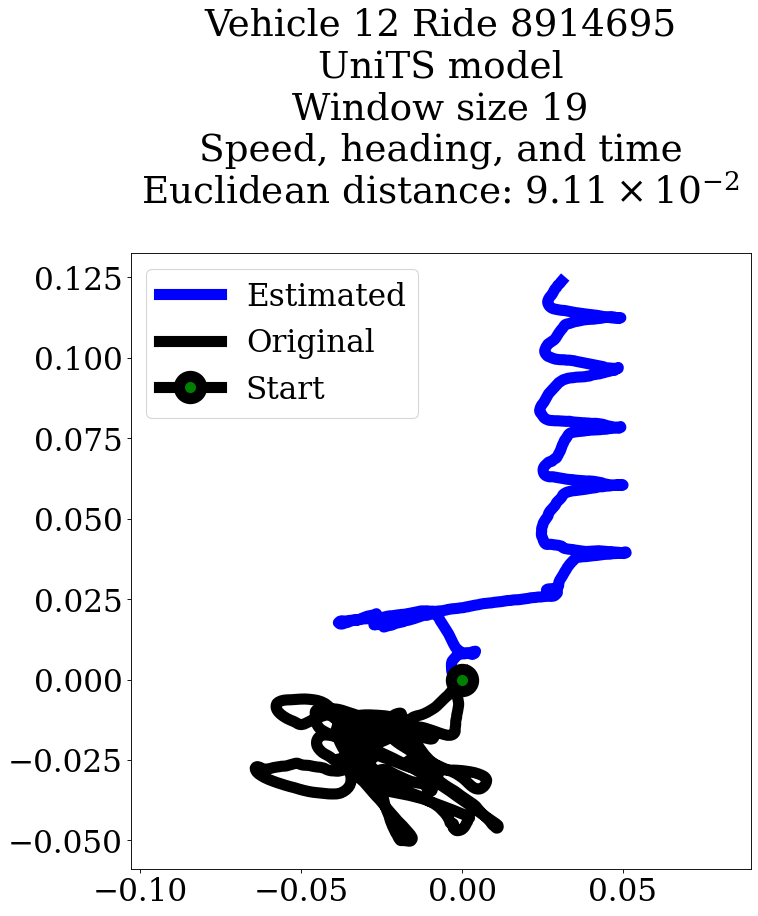 Vehicle 12 Ride 8914695
UniTS model
Window size 19
Speed, heading, and time
Euclidean distance: 9.11 × 10⁻²
Estimated
Original
Start
0.125
0.100
0.075
0.050
0.025
0.000
−0.025
−0.050
−0.10 −0.05 0.00 0.05